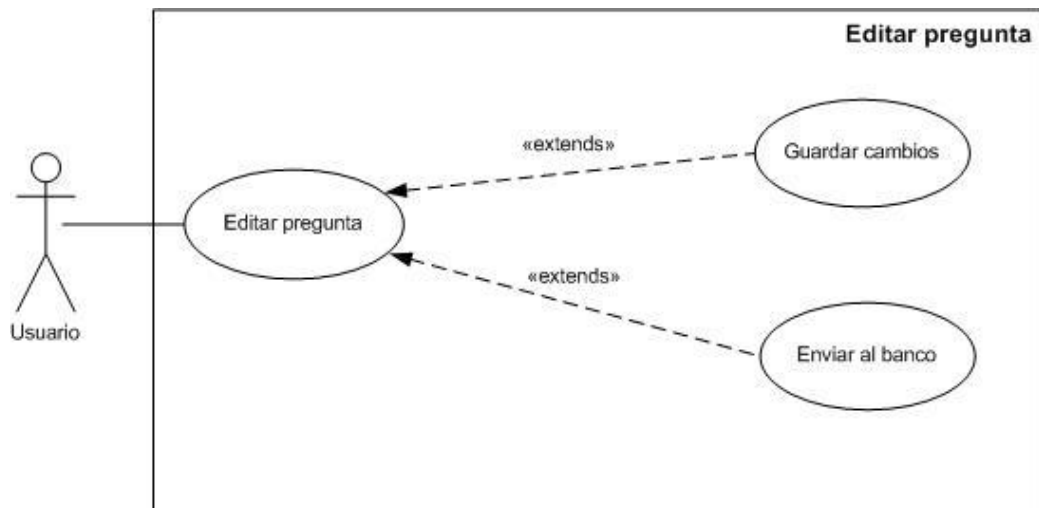 Editar pregunta
«extends»
Guardar cambios
Editar pregunta
«extends»
Usuario
Enviar al banco